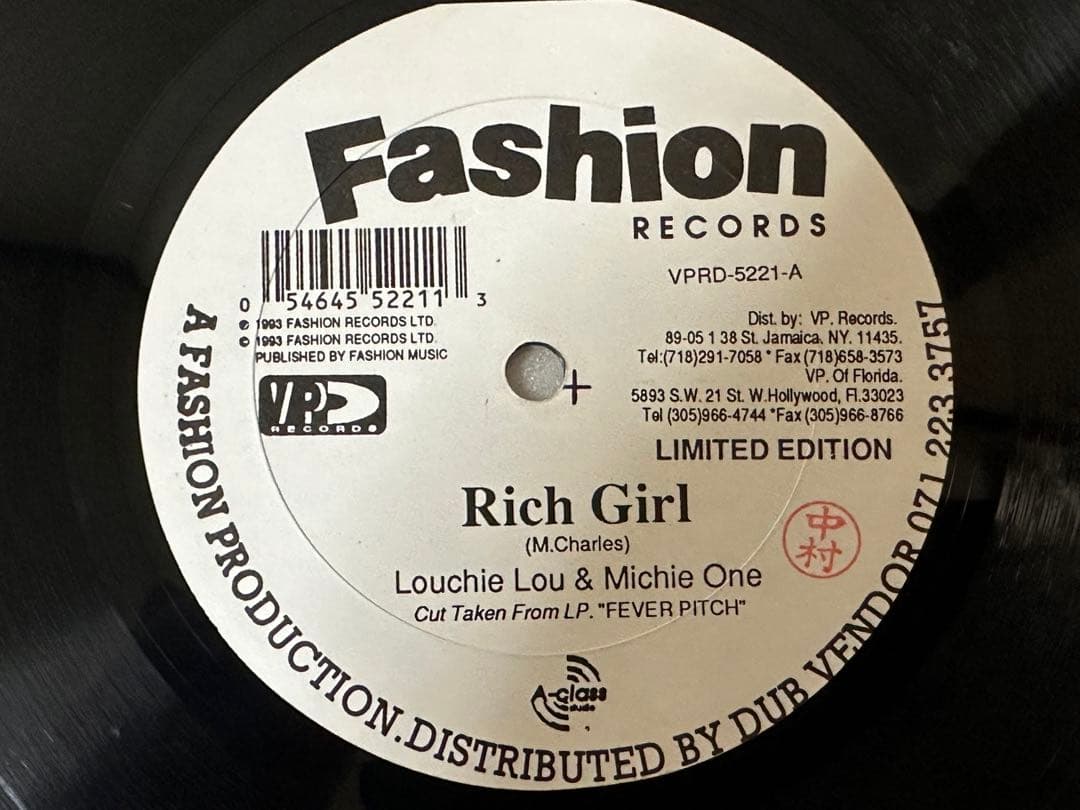 Fashion
RECORDS
VPRD-5221-A
0 54645 52211 3
℗ 1993 FASHION RECORDS LTD.
© 1993 FASHION RECORDS LTD.
PUBLISHED BY FASHION MUSIC
VP
RECORDS
Dist. by: VP. Records.
89-05 1 38 St. Jamaica, NY. 11435.
Tel:(718)291-7058 * Fax (718)658-3573
VP. Of Florida.
5893 S.W. 21 St. W.Hollywood, Fl.33023
Tel (305)966-4744 *Fax (305)966-8766
LIMITED EDITION
Rich Girl
(M.Charles)
Louchie Lou & Michie One
Cut Taken From LP. "FEVER PITCH"
中村
A-class
studio
A FASHION PRODUCTION.DISTRIBUTED BY DUB VENDOR 071 223 3757